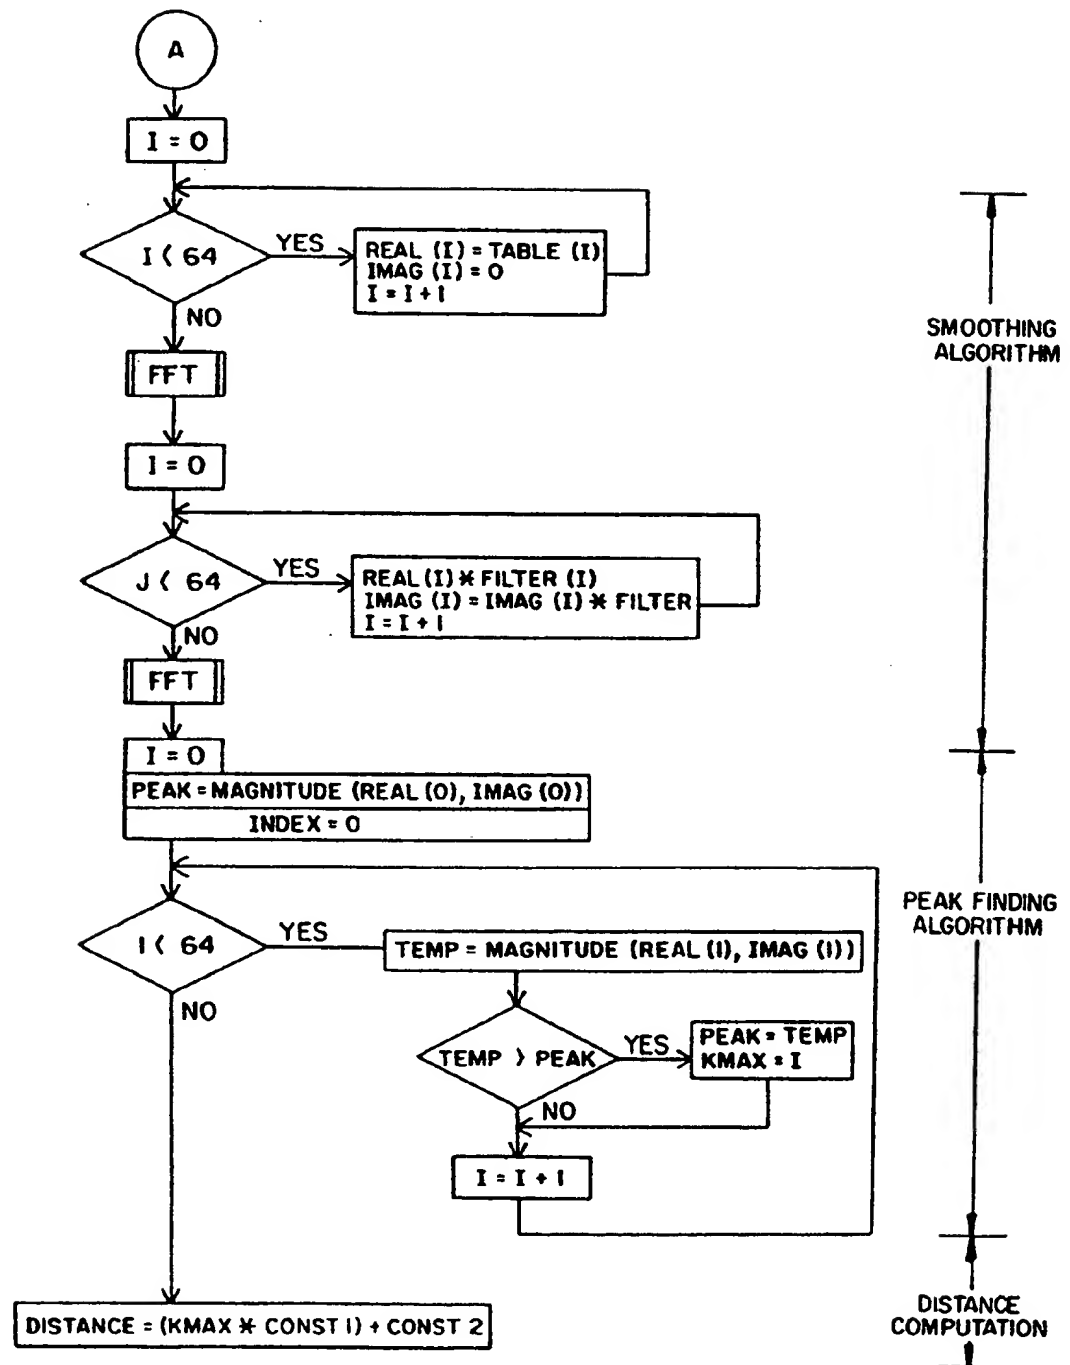 A
I = 0
I < 64
YES
REAL (I) = TABLE (I)
IMAG (I) = 0
I = I + 1
NO
SMOOTHING
ALGORITHM
FFT
I = 0
J < 64
YES
REAL (I) * FILTER (I)
IMAG (I) = IMAG (I) * FILTER
I = I + 1
NO
FFT
I = 0
PEAK = MAGNITUDE (REAL (0), IMAG (0))
INDEX = 0
PEAK FINDING
ALGORITHM
I < 64
YES
TEMP = MAGNITUDE (REAL (I), IMAG (I))
NO
TEMP > PEAK
YES
PEAK = TEMP
KMAX = I
NO
I = I + 1
DISTANCE = (KMAX * CONST 1) + CONST 2
DISTANCE
COMPUTATION